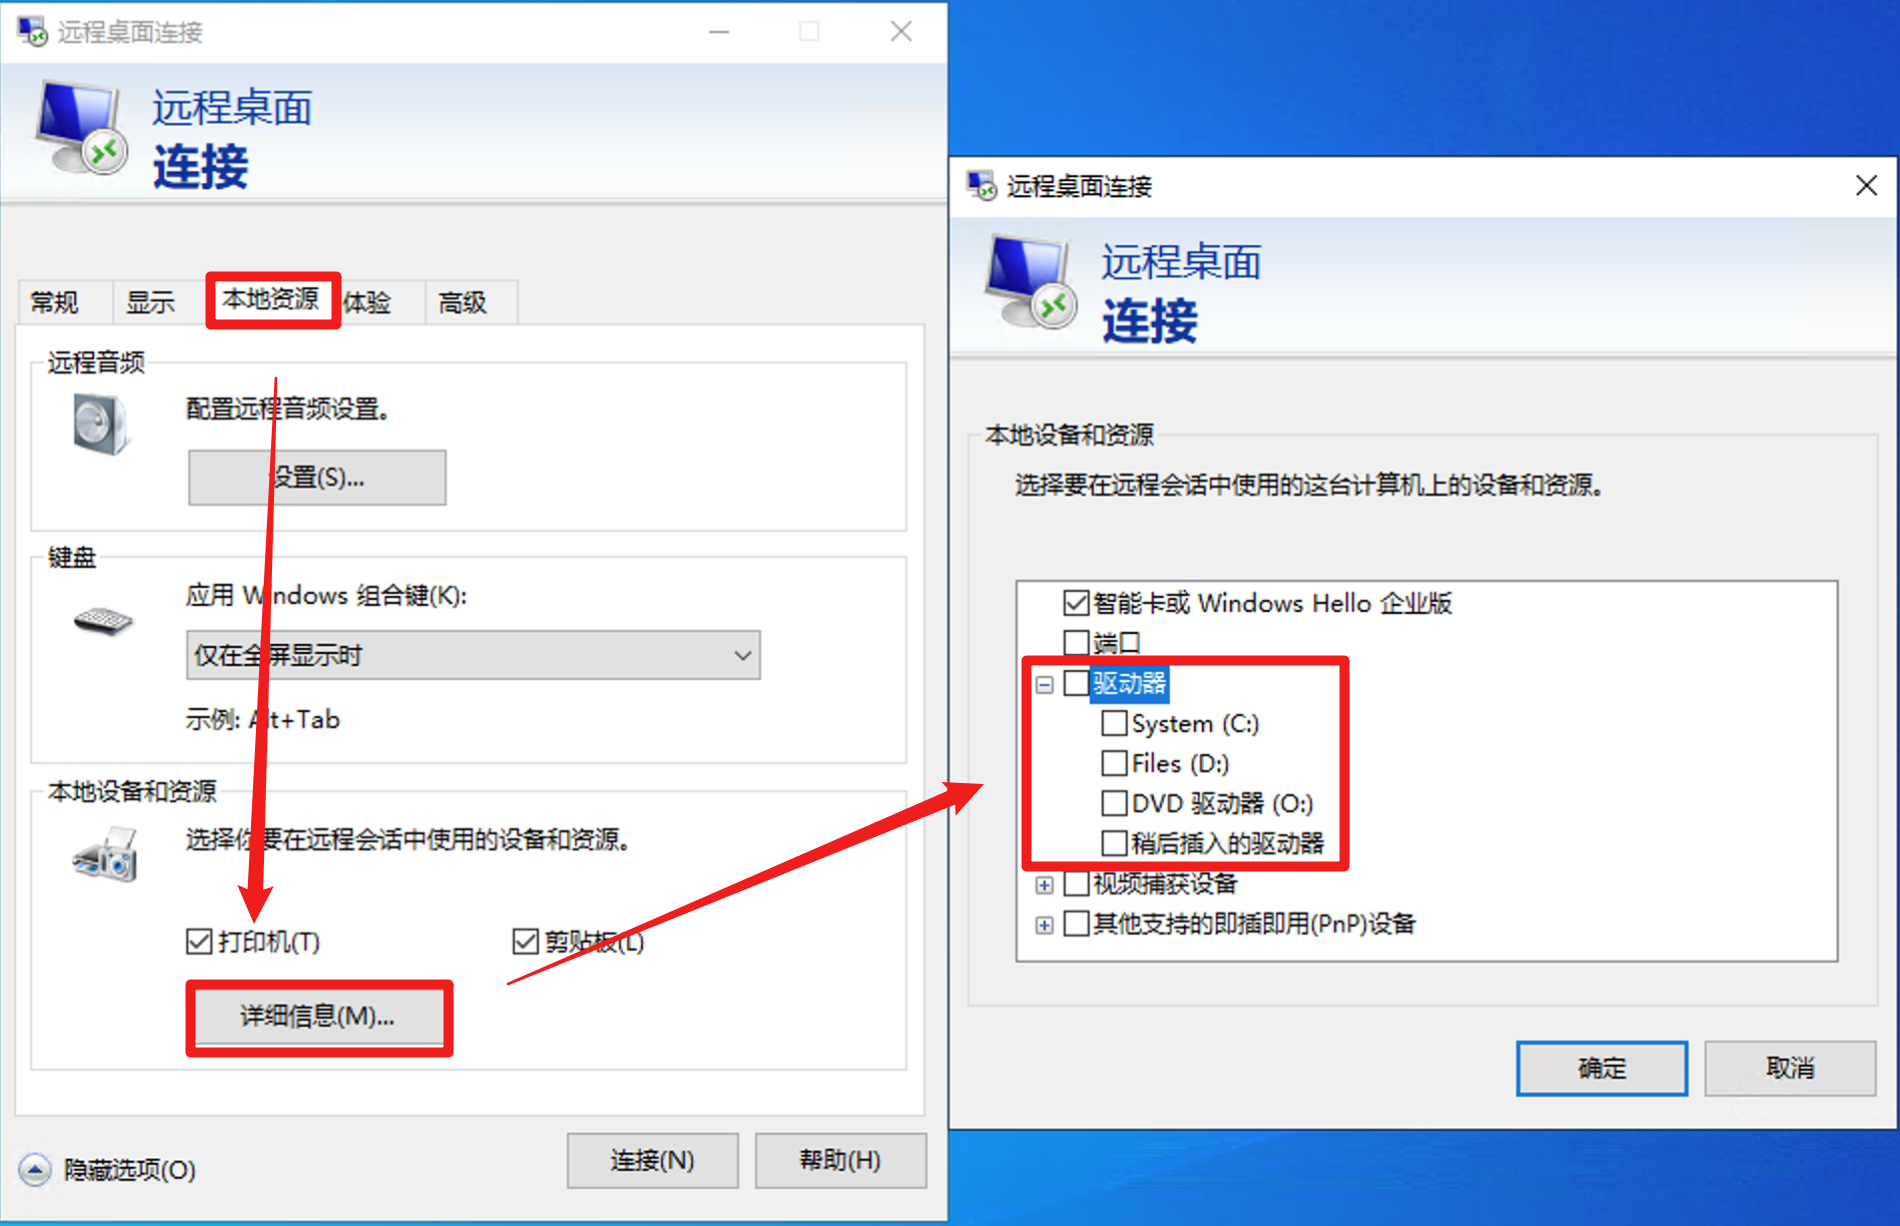 远程桌面连接
远程桌面
连接
常规
显示
本地资源
体验
高级
远程音频
配置远程音频设置。
设置(S)...
键盘
应用 Windows 组合键(K):
仅在全屏显示时
示例: Alt+Tab
本地设备和资源
选择你要在远程会话中使用的设备和资源。
打印机(T)
剪贴板(L)
详细信息(M)...
隐藏选项(O)
连接(N)
帮助(H)
远程桌面连接
远程桌面
连接
本地设备和资源
选择要在远程会话中使用的这台计算机上的设备和资源。
智能卡或 Windows Hello 企业版
端口
驱动器
System (C:)
Files (D:)
DVD 驱动器 (O:)
稍后插入的驱动器
视频捕获设备
其他支持的即插即用(PnP)设备
确定
取消